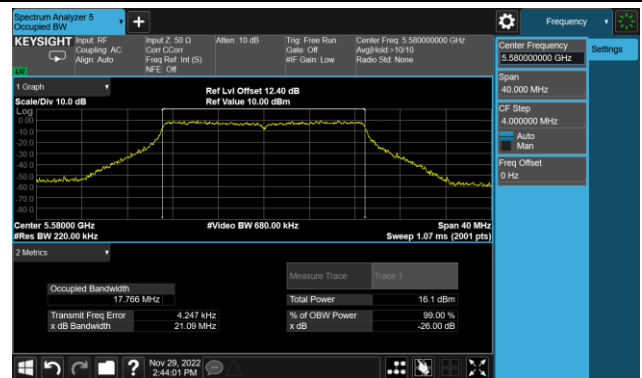 Spectrum Analyzer 5
Occupied BW
+
Frequency
KEYSIGHT
Input: RF
Coupling: AC
Align: Auto
Input Z: 50 Ω
Corr CCorr
Freq Ref: Int (S)
NFE: Off
Atten: 10 dB
Trig: Free Run
Gate: Off
#IF Gain: Low
Center Freq: 5.580000000 GHz
Avg|Hold:>10/10
Radio Std: None
Center Frequency
5.580000000 GHz
Settings
Span
40.000 MHz
CF Step
4.000000 MHz
Auto
Man
Freq Offset
0 Hz
1 Graph
Scale/Div 10.0 dB
Ref Lvl Offset 12.40 dB
Ref Value 10.00 dBm
Log
0.00
-10.0
-20.0
-30.0
-40.0
-50.0
-60.0
-70.0
-80.0
Center 5.58000 GHz
#Video BW 680.00 kHz
Span 40 MHz
#Res BW 220.00 kHz
Sweep 1.07 ms (2001 pts)
2 Metrics
Measure Trace
Trace 1
Occupied Bandwidth
17.766 MHz
Total Power
16.1 dBm
Transmit Freq Error
4.247 kHz
% of OBW Power
99.00 %
x dB Bandwidth
21.09 MHz
x dB
-26.00 dB
?
Nov 29, 2022
2:44:01 PM